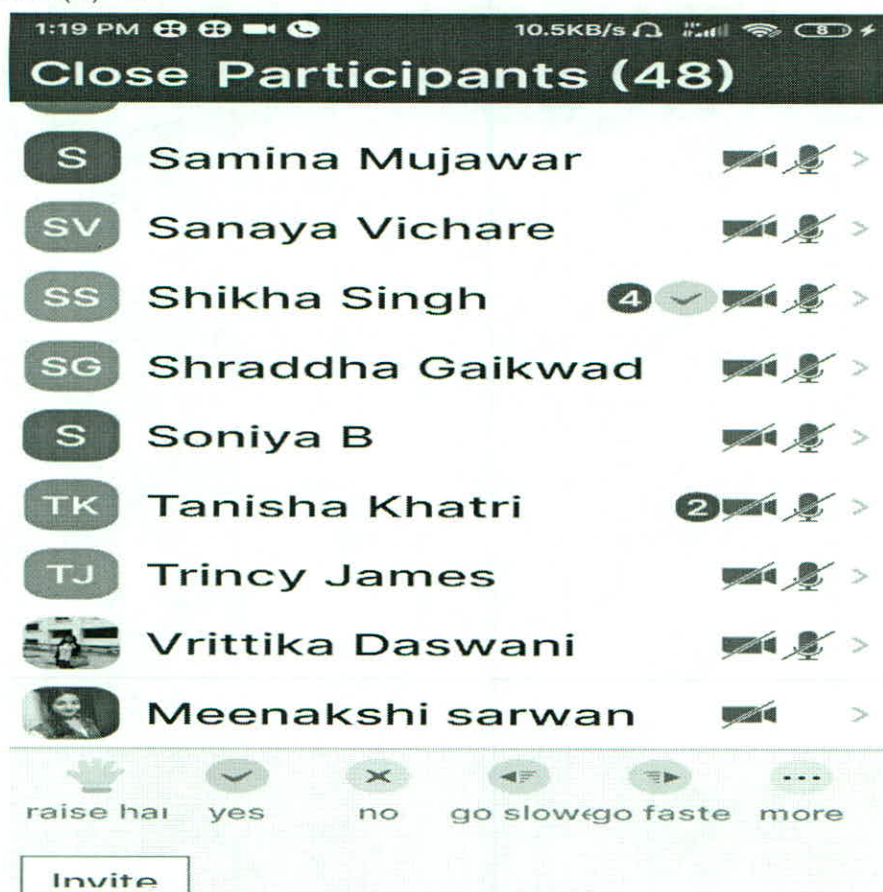 1:19 PM 10.5KB/s 8
Close Participants (48)
S Samina Mujawar
SV Sanaya Vichare
SS Shikha Singh 4
SG Shraddha Gaikwad
S Soniya B
TK Tanisha Khatri 2
TJ Trincy James
Vrittika Daswani
Meenakshi sarwan
raise hai yes no go slow go faste more
Invite